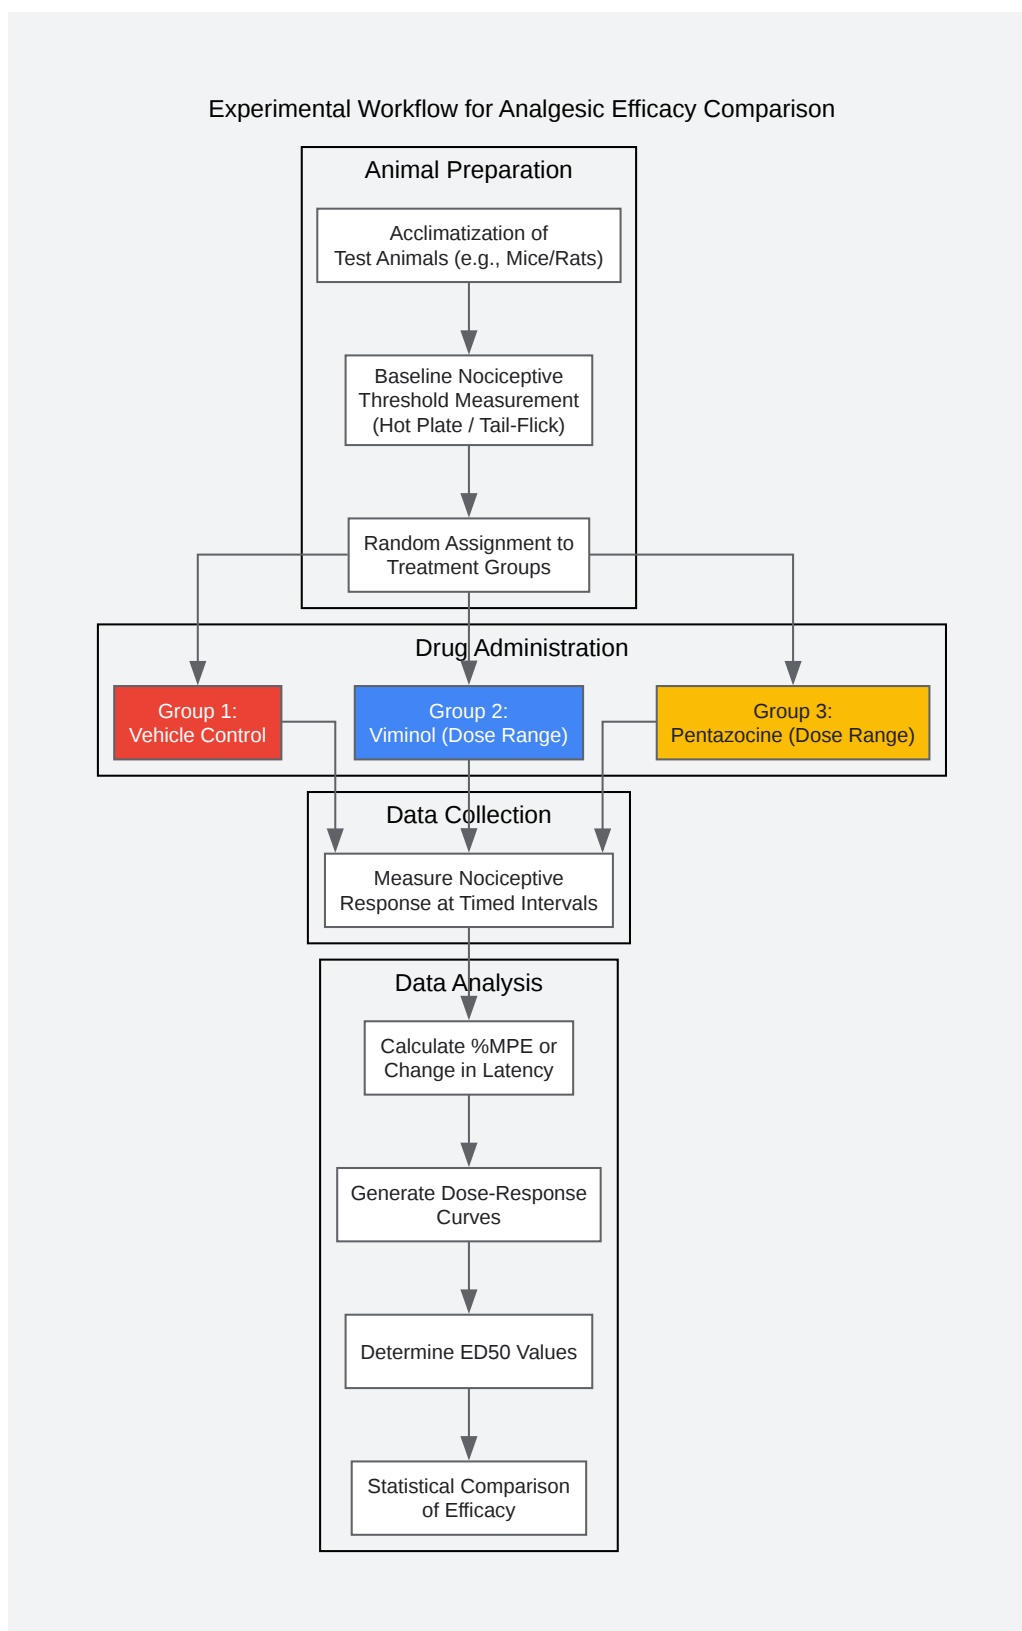 Experimental Workflow for Analgesic Efficacy Comparison
Animal Preparation
Acclimatization of
Test Animals (e.g., Mice/Rats)
Baseline Nociceptive
Threshold Measurement
(Hot Plate / Tail-Flick)
Random Assignment to
Treatment Groups
Drug Administration
Group 1:
Vehicle Control
Group 2:
Viminol (Dose Range)
Group 3:
Pentazocine (Dose Range)
Data Collection
Measure Nociceptive
Response at Timed Intervals
Data Analysis
Calculate %MPE or
Change in Latency
Generate Dose-Response
Curves
Determine ED50 Values
Statistical Comparison
of Efficacy